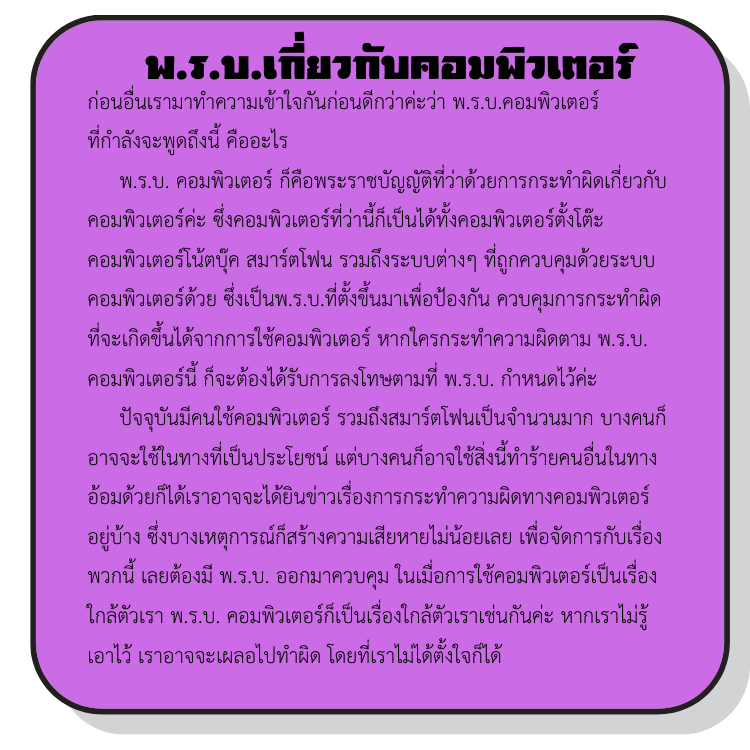 พ.ร.บ.เกี่ยวกับคอมพิวเตอร์
ก่อนอื่นเรามาทำความเข้าใจกันก่อนดีกว่าค่ะว่า พ.ร.บ.คอมพิวเตอร์
ที่กำลังจะพูดถึงนี้ คืออะไร
พ.ร.บ. คอมพิวเตอร์ ก็คือพระราชบัญญัติที่ว่าด้วยการกระทำผิดเกี่ยวกับ
คอมพิวเตอร์ค่ะ ซึ่งคอมพิวเตอร์ที่ว่านี้ก็เป็นได้ทั้งคอมพิวเตอร์ตั้งโต๊ะ
คอมพิวเตอร์โน้ตบุ๊ค สมาร์ตโฟน รวมถึงระบบต่างๆ ที่ถูกควบคุมด้วยระบบ
คอมพิวเตอร์ด้วย ซึ่งเป็นพ.ร.บ.ที่ตั้งขึ้นมาเพื่อป้องกัน ควบคุมการกระทำผิด
ที่จะเกิดขึ้นได้จากการใช้คอมพิวเตอร์ หากใครกระทำความผิดตาม พ.ร.บ.
คอมพิวเตอร์นี้ ก็จะต้องได้รับการลงโทษตามที่ พ.ร.บ. กำหนดไว้ค่ะ
ปัจจุบันมีคนใช้คอมพิวเตอร์ รวมถึงสมาร์ตโฟนเป็นจำนวนมาก บางคนก็
อาจจะใช้ในทางที่เป็นประโยชน์ แต่บางคนก็อาจใช้สิ่งนี้ทำร้ายคนอื่นในทาง
อ้อมด้วยก็ได้เราอาจจะได้ยินข่าวเรื่องการกระทำความผิดทางคอมพิวเตอร์
อยู่บ้าง ซึ่งบางเหตุการณ์ก็สร้างความเสียหายไม่น้อยเลย เพื่อจัดการกับเรื่อง
พวกนี้ เลยต้องมี พ.ร.บ. ออกมาควบคุม ในเมื่อการใช้คอมพิวเตอร์เป็นเรื่อง
ใกล้ตัวเรา พ.ร.บ. คอมพิวเตอร์ก็เป็นเรื่องใกล้ตัวเราเช่นกันค่ะ หากเราไม่รู้
เอาไว้ เราอาจจะเผลอไปทำผิด โดยที่เราไม่ได้ตั้งใจก็ได้